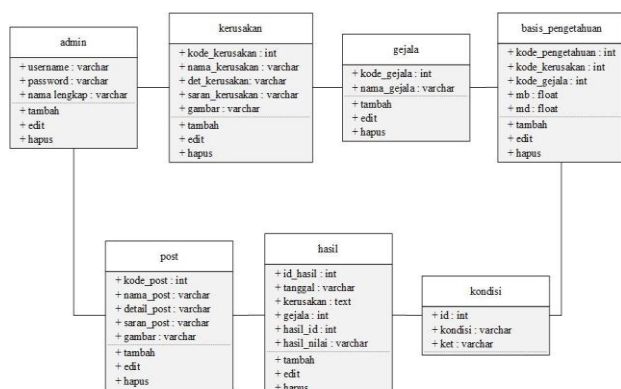 admin
+ username : varchar
+ password : varchar
+ nama lengkap : varchar
+ tambah
+ edit
+ hapus
kerusakan
+ kode_kerusakan : int
+ nama_kerusakan : varchar
+ det_kerusakan: varchar
+ saran_kerusakan : varchar
+ gambar : varchar
+ tambah
+ edit
+ hapus
gejala
+ kode_gejala : int
+ nama_gejala : varchar
+ tambah
+ edit
+ hapus
basis_pengetahuan
+ kode_pengetahuan : int
+ kode_kerusakan : int
+ kode_gejala : int
+ mb : float
+ md : float
+ tambah
+ edit
+ hapus
post
+ kode_post : int
+ nama_post : varchar
+ detail_post : varchar
+ saran_post : varchar
+ gambar : varchar
+ tambah
+ edit
+ hapus
hasil
+ id_hasil : int
+ tanggal : varchar
+ kerusakan : text
+ gejala : int
+ hasil_id : int
+ hasil_nilai : varchar
+ tambah
+ edit
+ hapus
kondisi
+ id : int
+ kondisi : varchar
+ ket : varchar